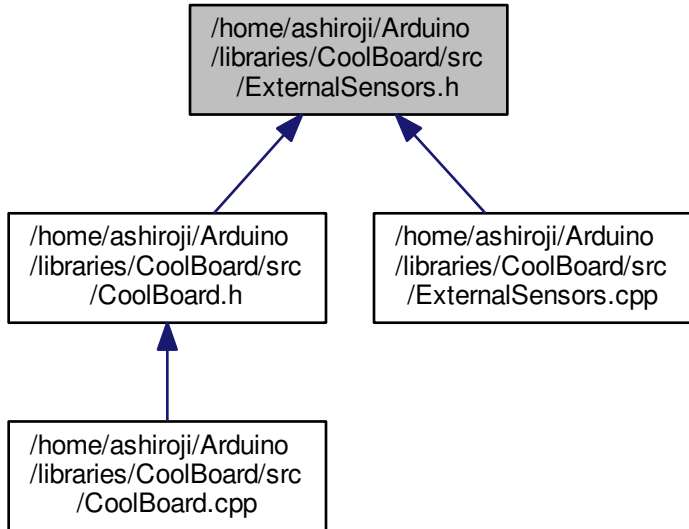 /home/ashiroji/Arduino
/libraries/CoolBoard/src
/ExternalSensors.h
/home/ashiroji/Arduino
/libraries/CoolBoard/src
/CoolBoard.h
/home/ashiroji/Arduino
/libraries/CoolBoard/src
/ExternalSensors.cpp
/home/ashiroji/Arduino
/libraries/CoolBoard/src
/CoolBoard.cpp